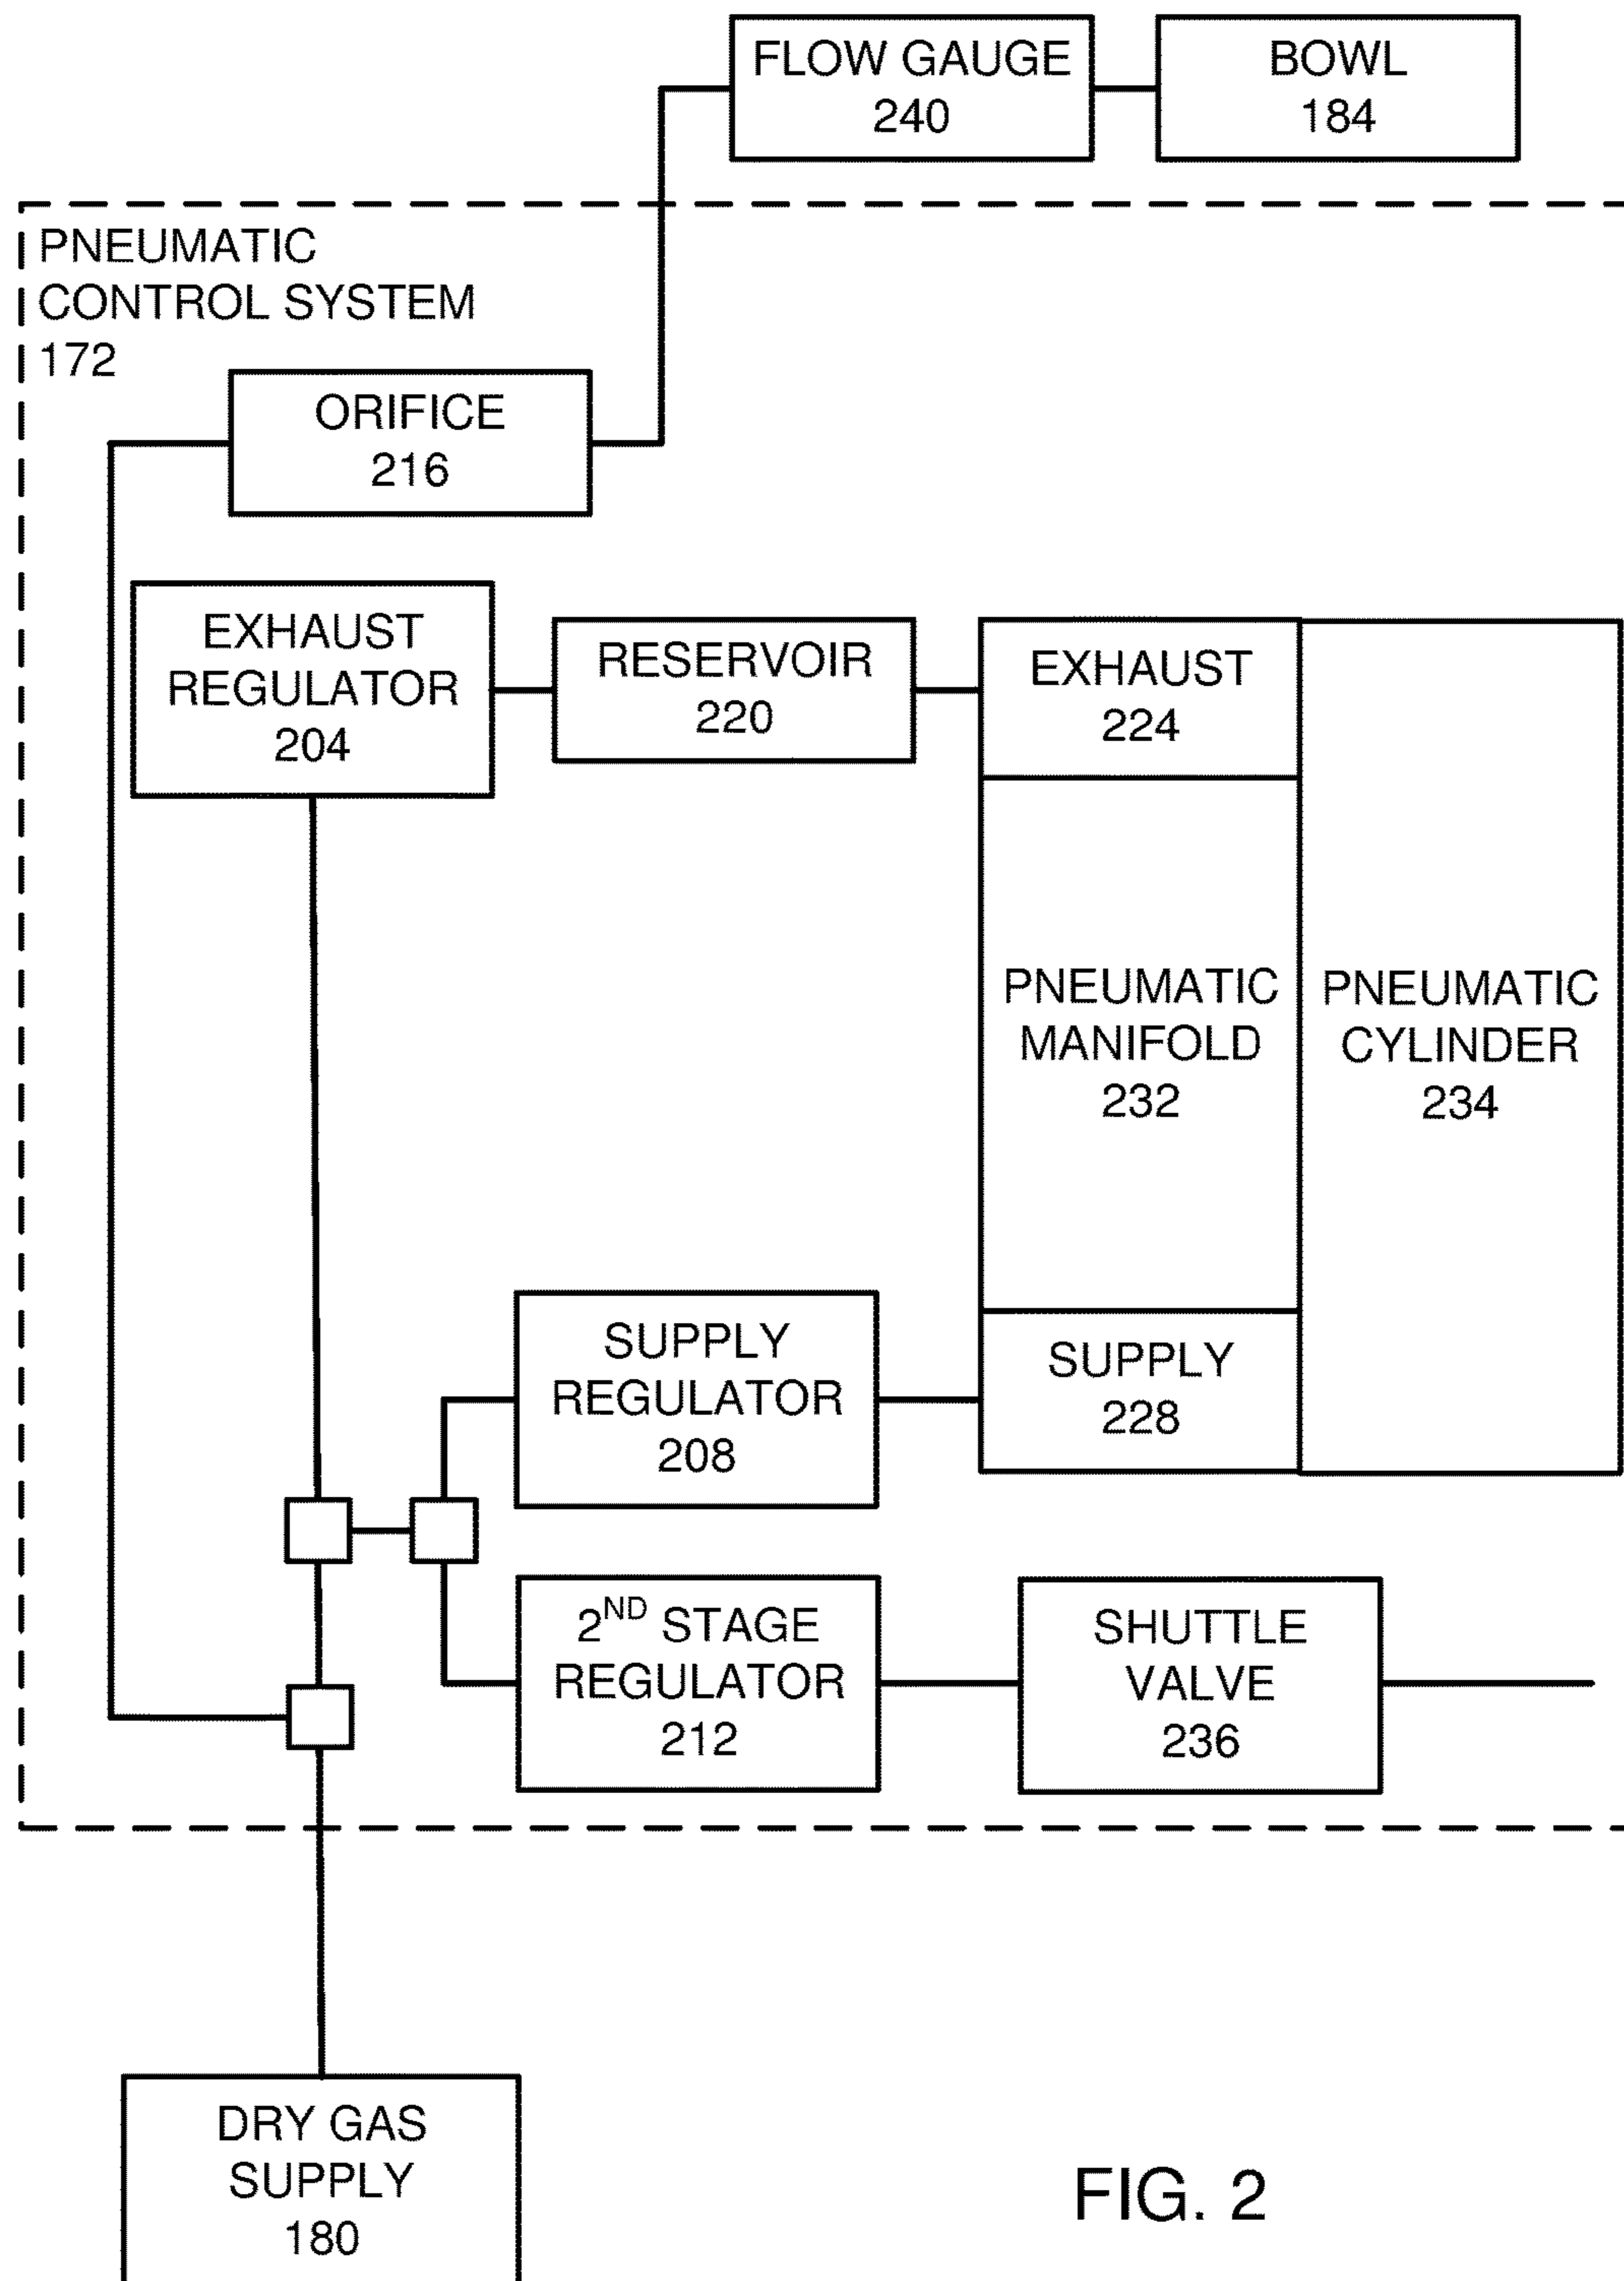 FLOW GAUGE
240
BOWL
184
PNEUMATIC
CONTROL SYSTEM
172
ORIFICE
216
EXHAUST
REGULATOR
204
RESERVOIR
220
EXHAUST
224
PNEUMATIC
MANIFOLD
232
PNEUMATIC
CYLINDER
234
SUPPLY
REGULATOR
208
SUPPLY
228
2ND STAGE
REGULATOR
212
SHUTTLE
VALVE
236
DRY GAS
SUPPLY
180
FIG. 2